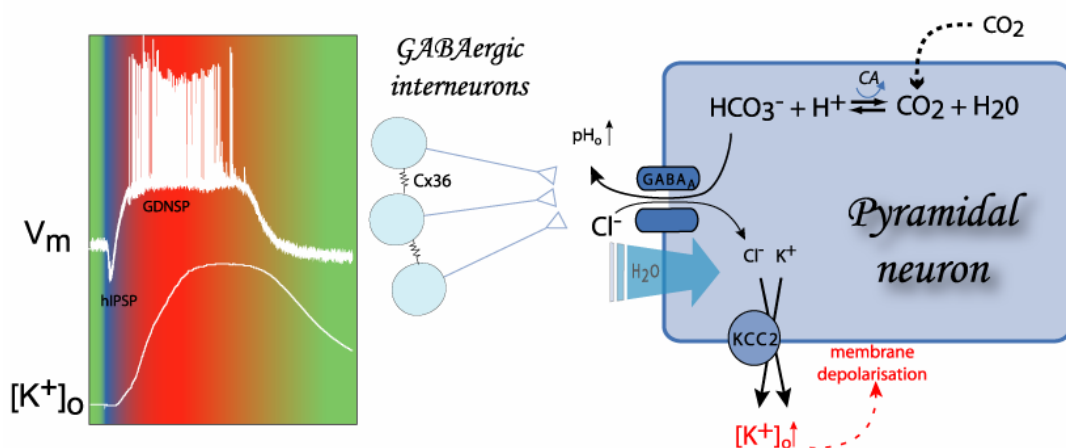 GABAergic
interneurons
Cx36
GDNSP
Vm
hIPSP
[K+]o
CO2
CA
HCO3- + H+ ⇌ CO2 + H20
pHo↑
GABAA
Cl-
H2O
Cl- K+
Pyramidal
neuron
KCC2
membrane
depolarisation
[K+]o↑